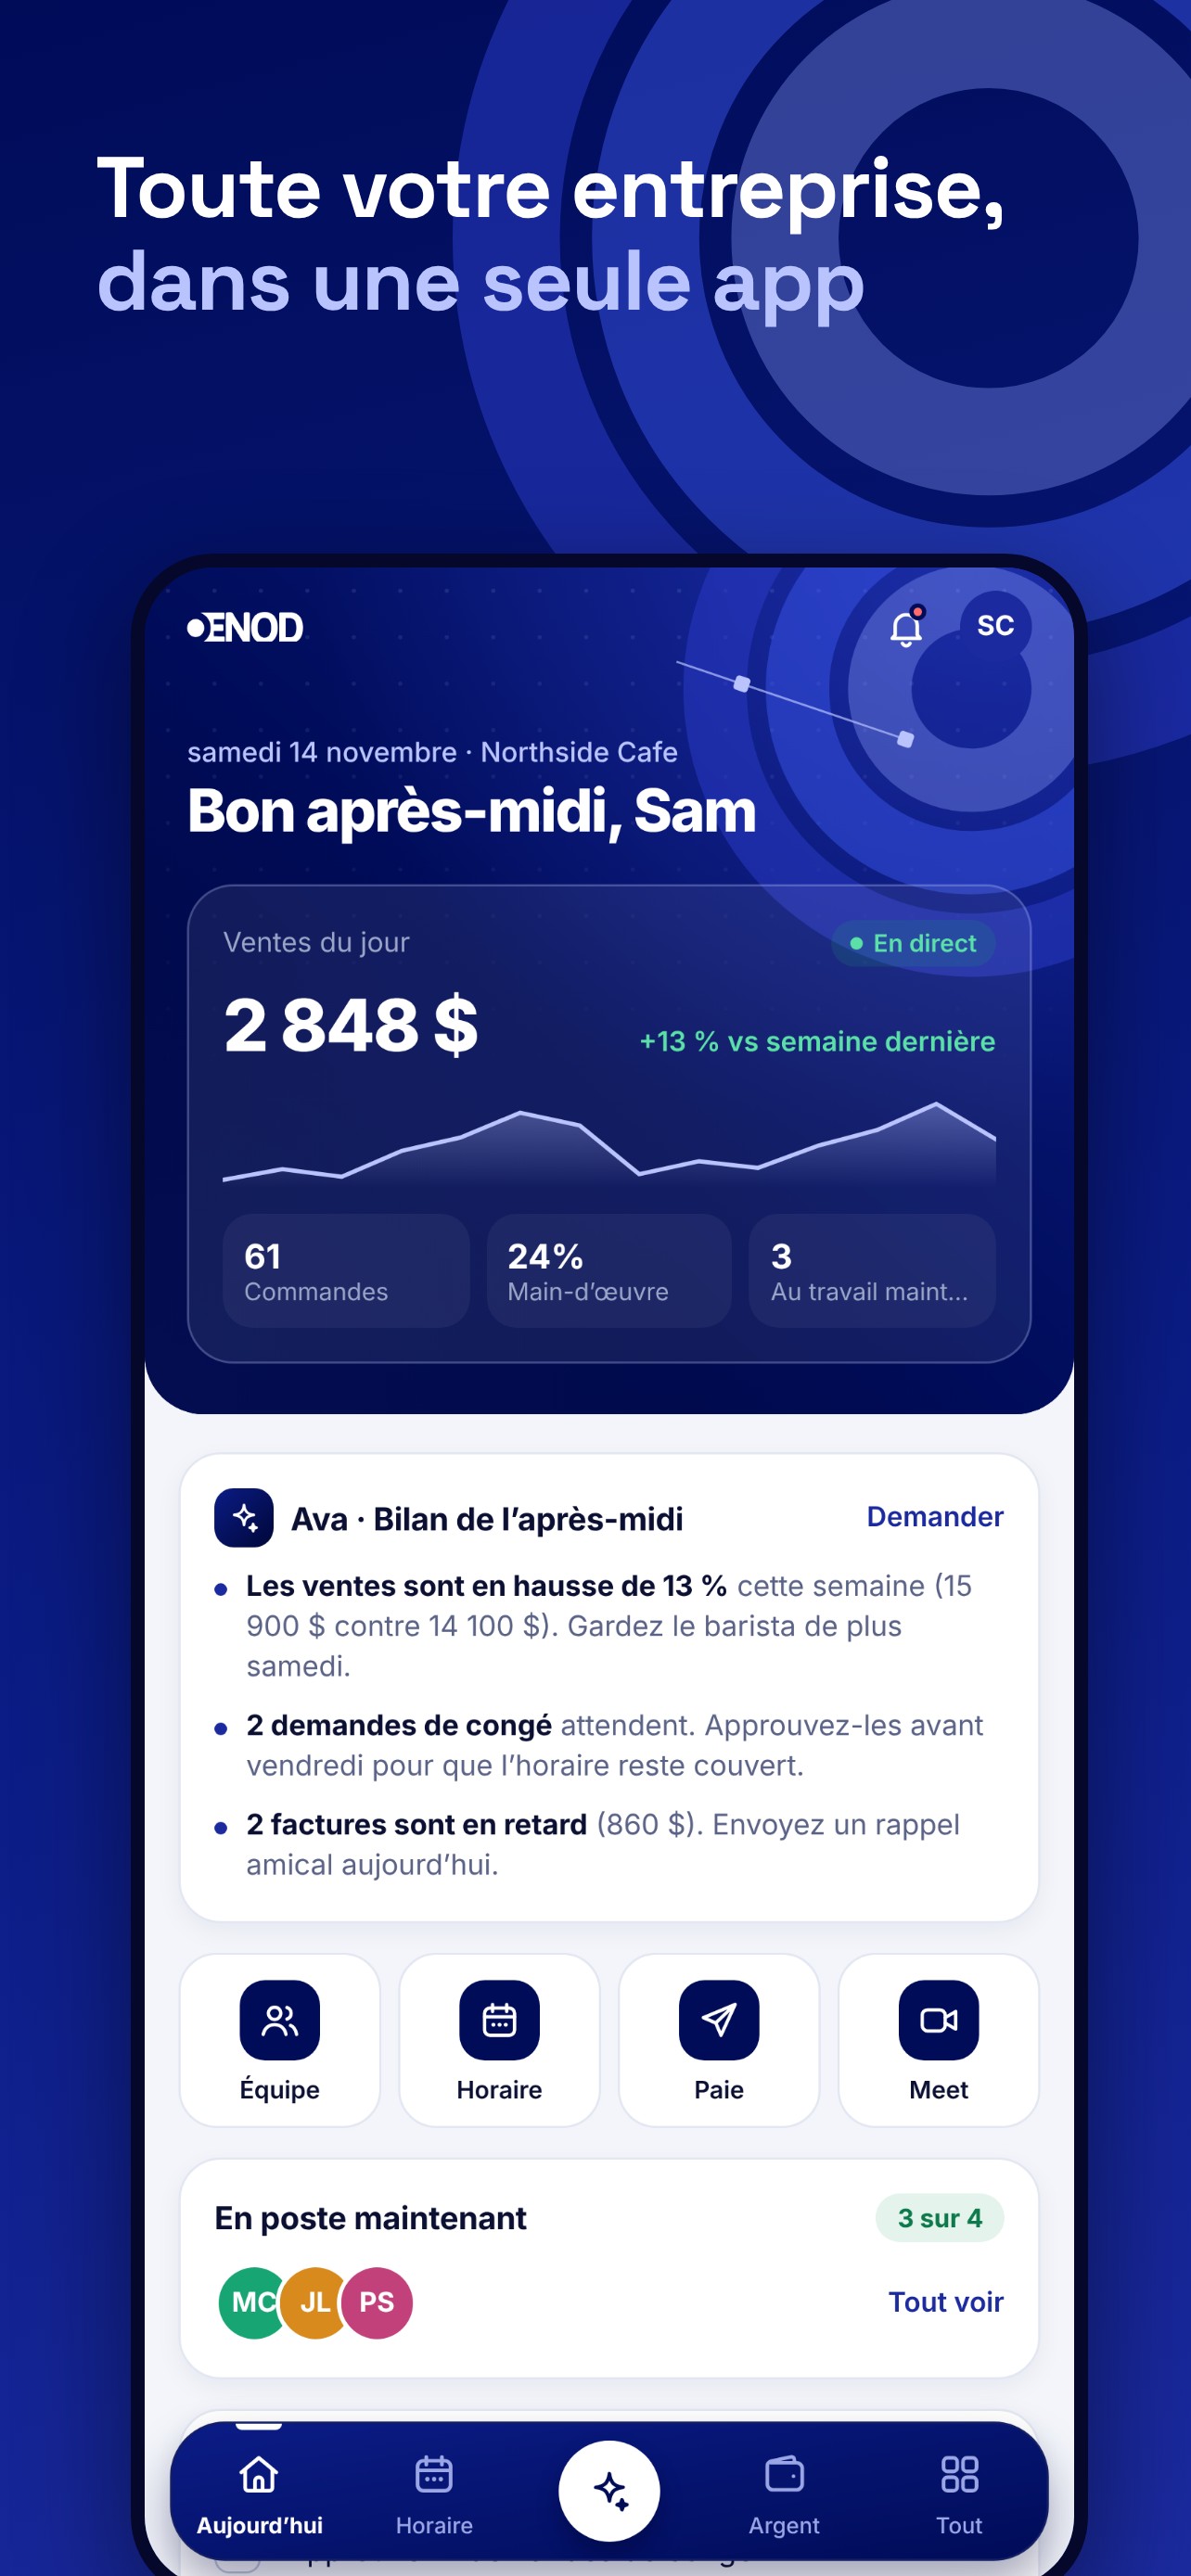 Toute votre entreprise,
dans une seule app
ENOD
SC
samedi 14 novembre · Northside Cafe
Bon après-midi, Sam
Ventes du jour
En direct
2 848 $
+13 % vs semaine dernière
61
Commandes
24%
Main-d’œuvre
3
Au travail maint...
Ava · Bilan de l’après-midi
Demander
Les ventes sont en hausse de 13 % cette semaine (15
900 $ contre 14 100 $). Gardez le barista de plus
samedi.
2 demandes de congé attendent. Approuvez-les avant
vendredi pour que l’horaire reste couvert.
2 factures sont en retard (860 $). Envoyez un rappel
amical aujourd’hui.
Équipe
Horaire
Paie
Meet
En poste maintenant
3 sur 4
MC
JL
PS
Tout voir
Aujourd’hui
Horaire
Argent
Tout